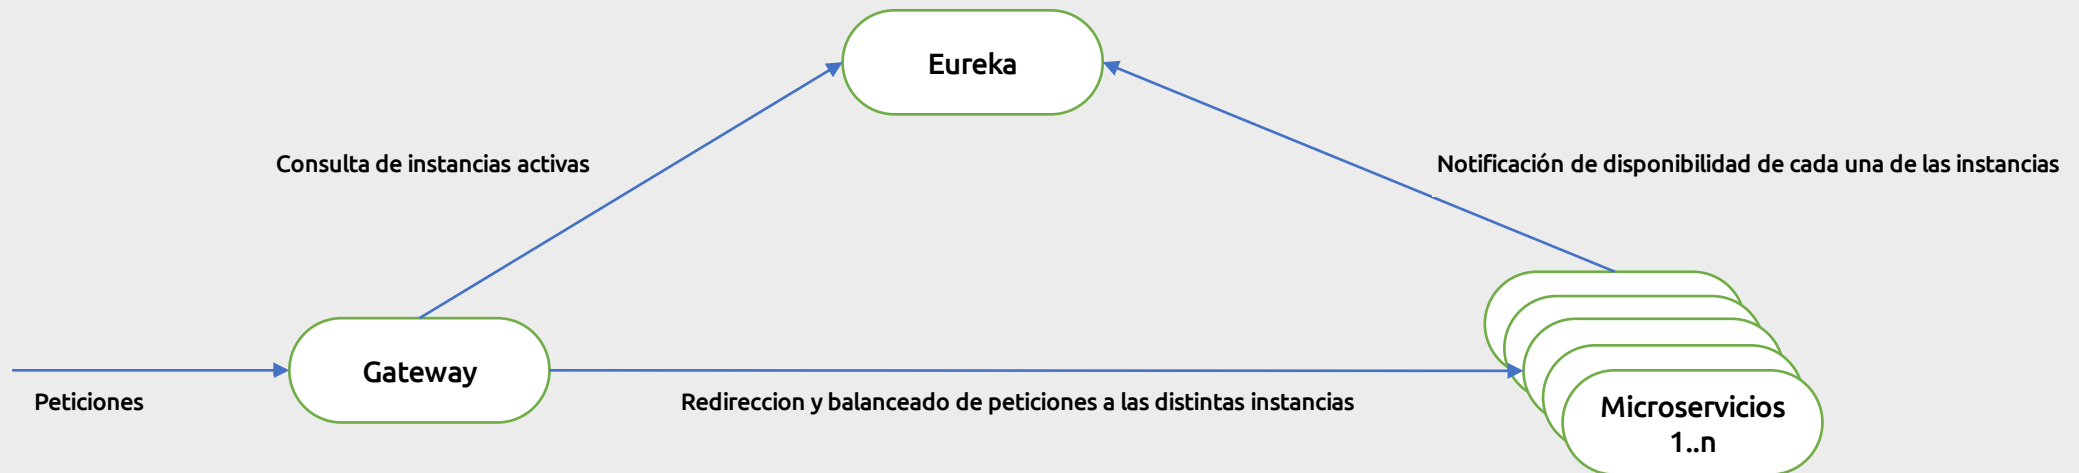 Eureka
Consulta de instancias activas
Notificación de disponibilidad de cada una de las instancias
Gateway
Peticiones
Redireccion y balanceado de peticiones a las distintas instancias
Microservicios
1..n